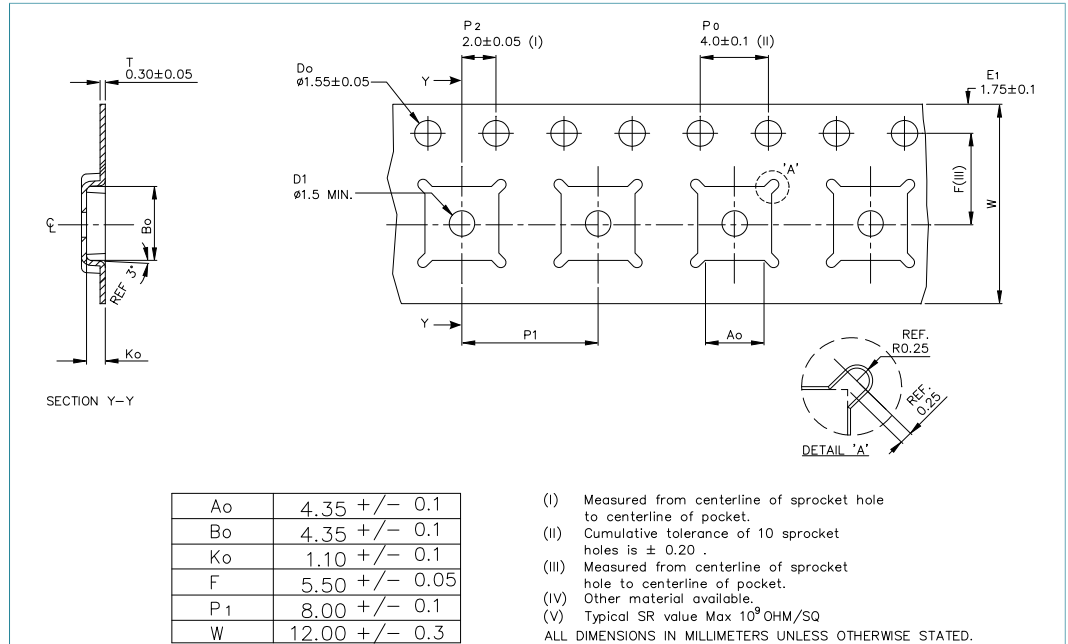 P2
2.0±0.05 (I)
Po
4.0±0.1 (II)
T
0.30±0.05
Do
ø1.55±0.05
Y
E1
1.75±0.1
'A'
D1
ø1.5 MIN.
F(III)
W
℄
Bo
REF 3°
Ko
Y
P1
Ao
REF.
R0.25
REF.
0.25
SECTION Y-Y
DETAIL 'A'
Ao 4.35 +/- 0.1
Bo 4.35 +/- 0.1
Ko 1.10 +/- 0.1
F 5.50 +/- 0.05
P1 8.00 +/- 0.1
W 12.00 +/- 0.3
(I) Measured from centerline of sprocket hole
to centerline of pocket.
(II) Cumulative tolerance of 10 sprocket
holes is ± 0.20 .
(III) Measured from centerline of sprocket
hole to centerline of pocket.
(IV) Other material available.
(V) Typical SR value Max 10⁹ OHM/SQ
ALL DIMENSIONS IN MILLIMETERS UNLESS OTHERWISE STATED.